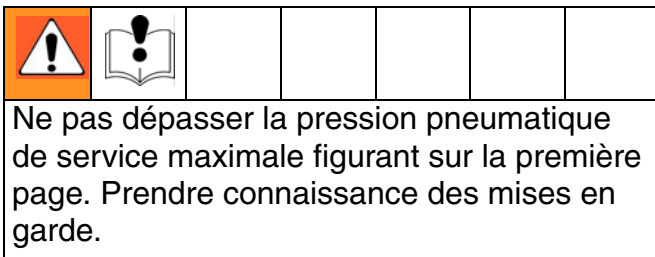 Ne pas dépasser la pression pneumatique
de service maximale figurant sur la première
page. Prendre connaissance des mises en
garde.